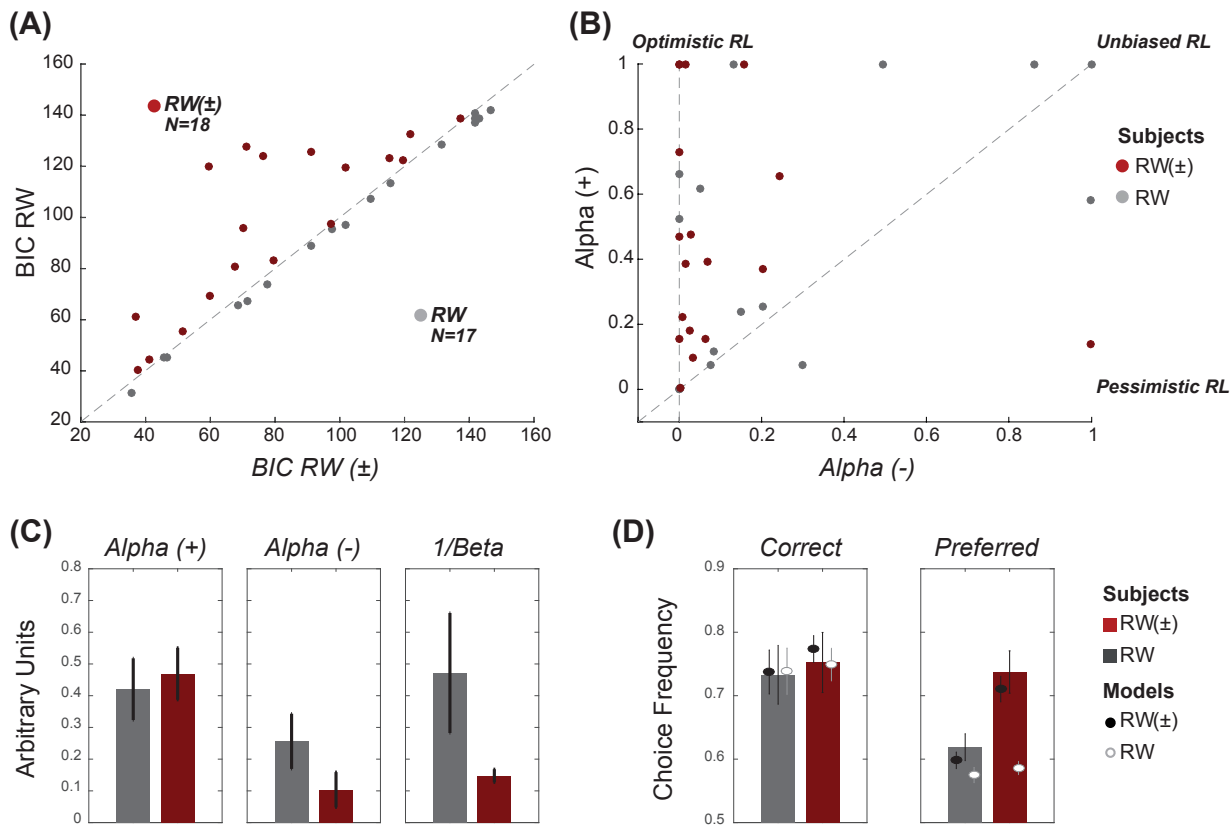 (A)
160
140
120
100
80
60
40
20
BIC RW
RW(±)
N=18
RW
N=17
20
40
60
80
100
120
140
160
BIC RW (±)
(B)
Optimistic RL
Unbiased RL
1
0.8
0.6
0.4
0.2
0
Alpha (+)
Pessimistic RL
0
0.2
0.4
0.6
0.8
1
Alpha (-)
Subjects
RW(±)
RW
(C)
Alpha (+)
Alpha (-)
1/Beta
0.8
0.7
0.6
0.5
0.4
0.3
0.2
0.1
0
Arbitrary Units
(D)
Correct
Preferred
0.9
0.8
0.7
0.6
0.5
Choice Frequency
Subjects
RW(±)
RW
Models
RW(±)
RW